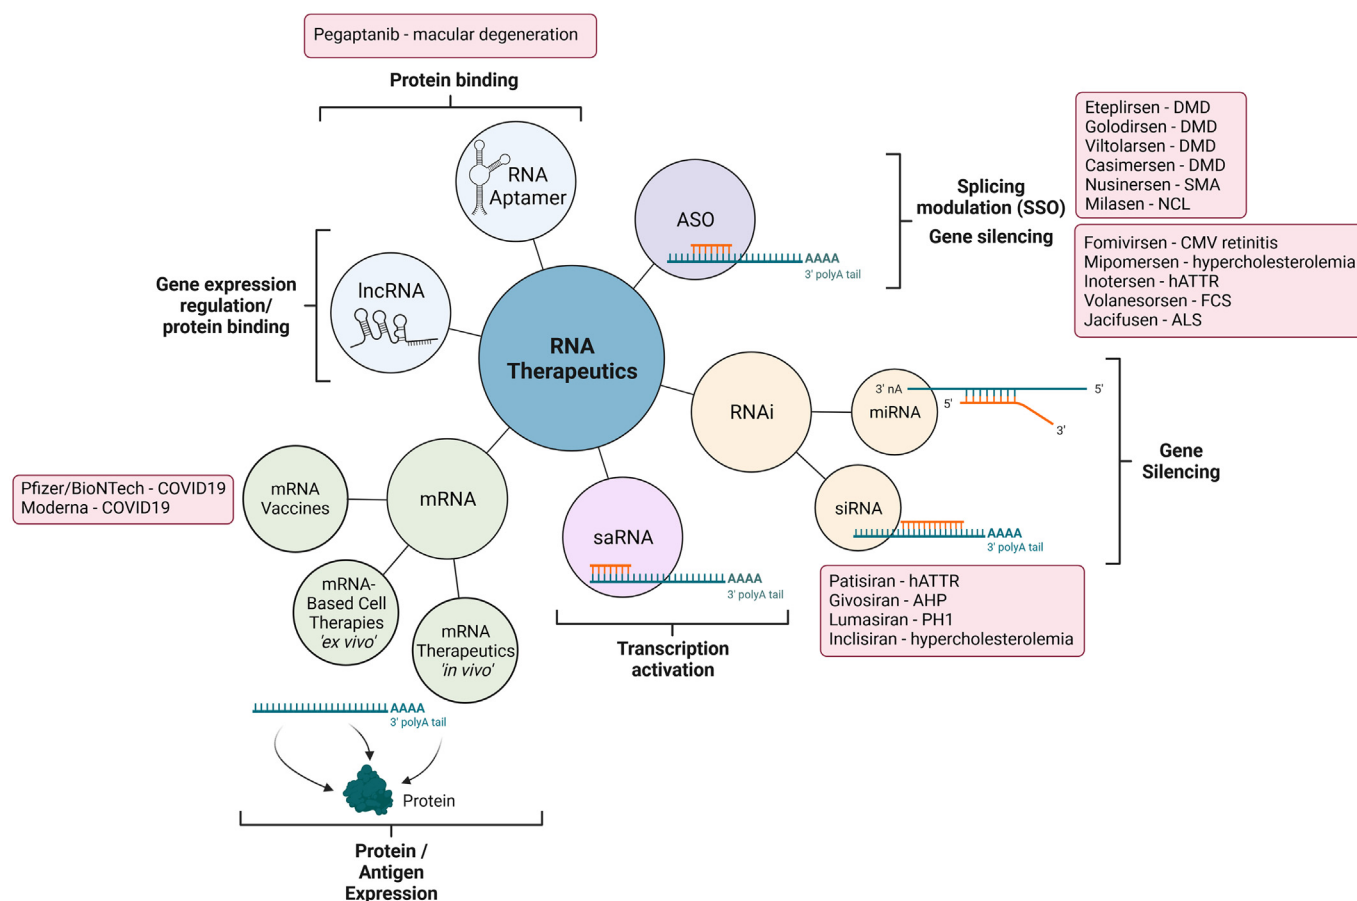 Pegaptanib - macular degeneration
Protein binding
RNA
Aptamer
ASO
AAAA
3' polyA tail
Splicing
modulation (SSO)
Gene silencing
Eteplirsen - DMD
Golodirsen - DMD
Viltolarsen - DMD
Casimersen - DMD
Nusinersen - SMA
Milasen - NCL
Fomivirsen - CMV retinitis
Mipomersen - hypercholesterolemia
Inotersen - hATTR
Volanesorsen - FCS
Jacifusen - ALS
Gene expression
regulation/
protein binding
lncRNA
RNA
Therapeutics
RNAi
miRNA
3' nA
5'
5'
3'
siRNA
AAAA
3' polyA tail
Gene
Silencing
Patisiran - hATTR
Givosiran - AHP
Lumasiran - PH1
Inclisiran - hypercholesterolemia
saRNA
AAAA
3' polyA tail
Transcription
activation
mRNA
mRNA
Vaccines
Pfizer/BioNTech - COVID19
Moderna - COVID19
mRNA-
Based Cell
Therapies
'ex vivo'
mRNA
Therapeutics
'in vivo'
AAAA
3' polyA tail
Protein
Protein /
Antigen
Expression